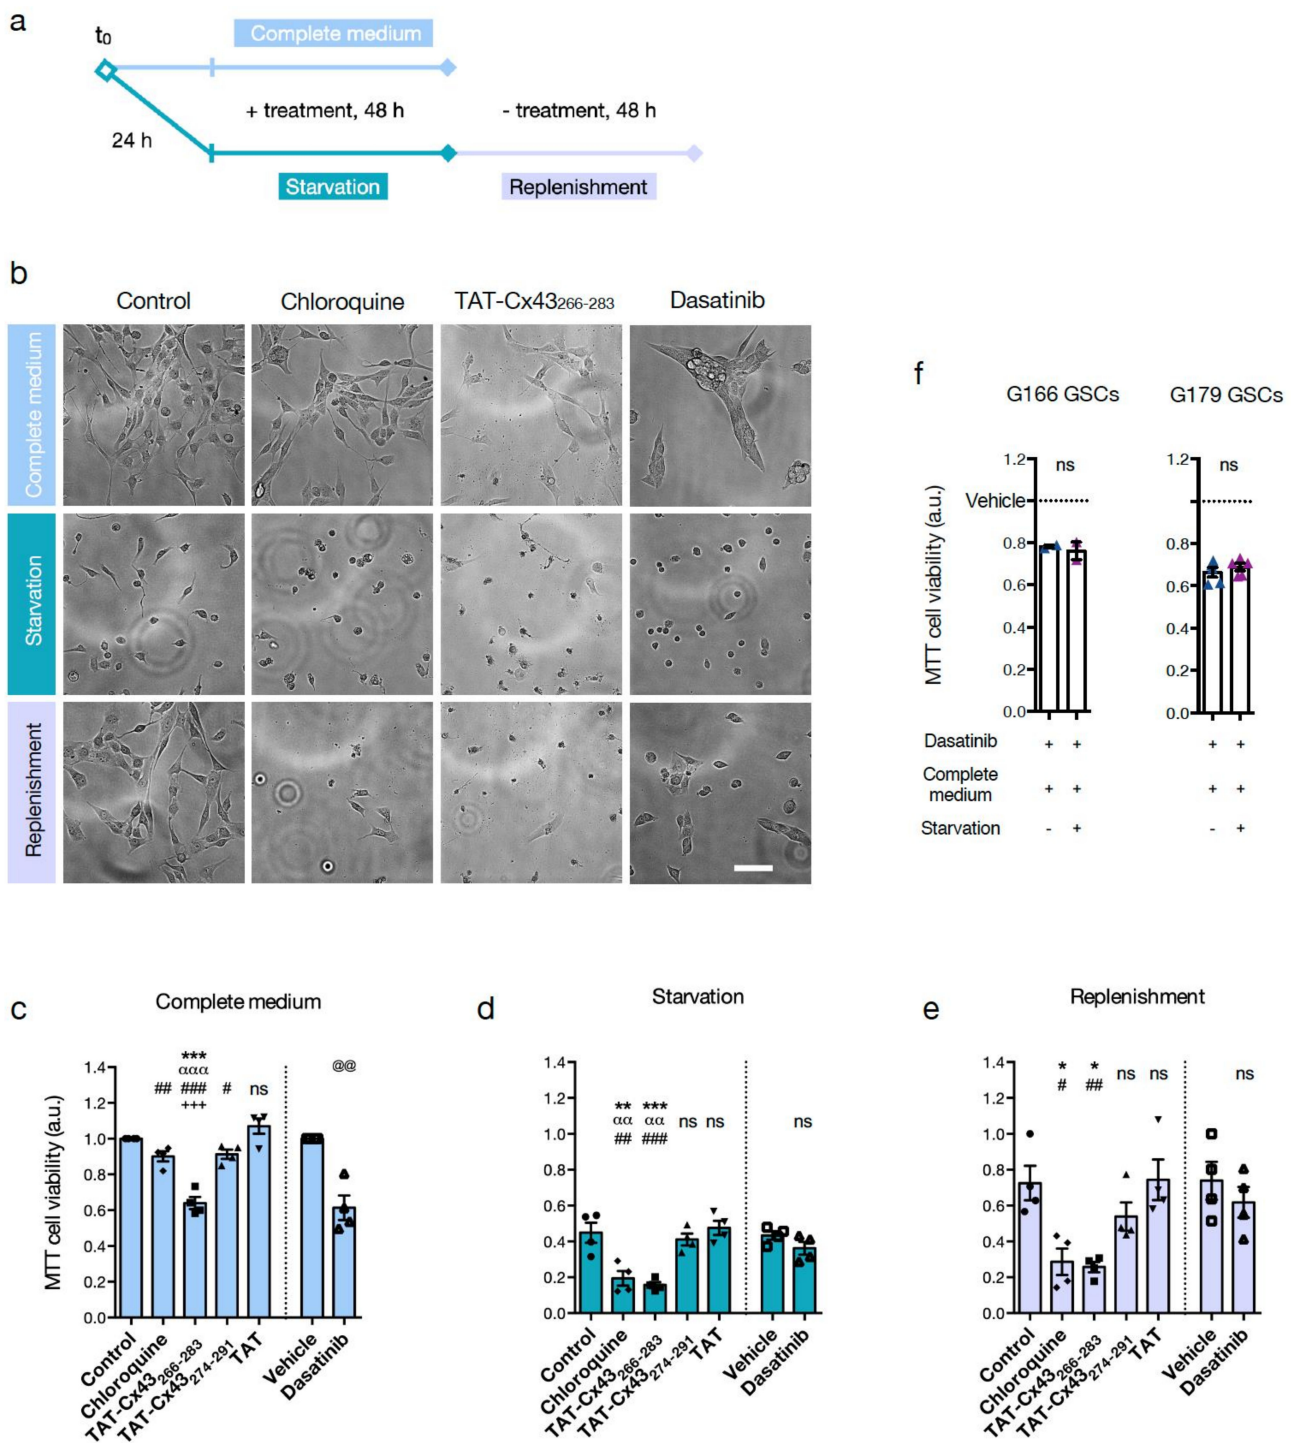 a
t0
Complete medium
+ treatment, 48 h
- treatment, 48 h
24 h
Starvation
Replenishment
b
Control
Chloroquine
TAT-Cx43266-283
Dasatinib
Complete medium
Starvation
Replenishment
f
G166 GSCs
G179 GSCs
MTT cell viability (a.u.)
1.2
Vehicle
0.8
0.6
0.4
0.2
0.0
ns
1.2
0.8
0.6
0.4
0.2
0.0
ns
Dasatinib + + + +
Complete
medium + + + +
Starvation - + - +
c
Complete medium
MTT cell viability (a.u.)
1.4
1.2
1.0
0.8
0.6
0.4
0.2
0.0
***
ααα
## ### # ns
+++
@@
Control
Chloroquine
TAT-Cx43266-283
TAT-Cx43274-291
TAT
Vehicle
Dasatinib
d
Starvation
1.4
1.2
1.0
0.8
0.6
0.4
0.2
0.0
** ***
αα αα ns ns ns
## ###
Control
Chloroquine
TAT-Cx43266-283
TAT-Cx43274-291
TAT
Vehicle
Dasatinib
e
Replenishment
1.4
1.2
1.0
0.8
0.6
0.4
0.2
0.0
* * ns ns ns
# ##
Control
Chloroquine
TAT-Cx43266-283
TAT-Cx43274-291
TAT
Vehicle
Dasatinib